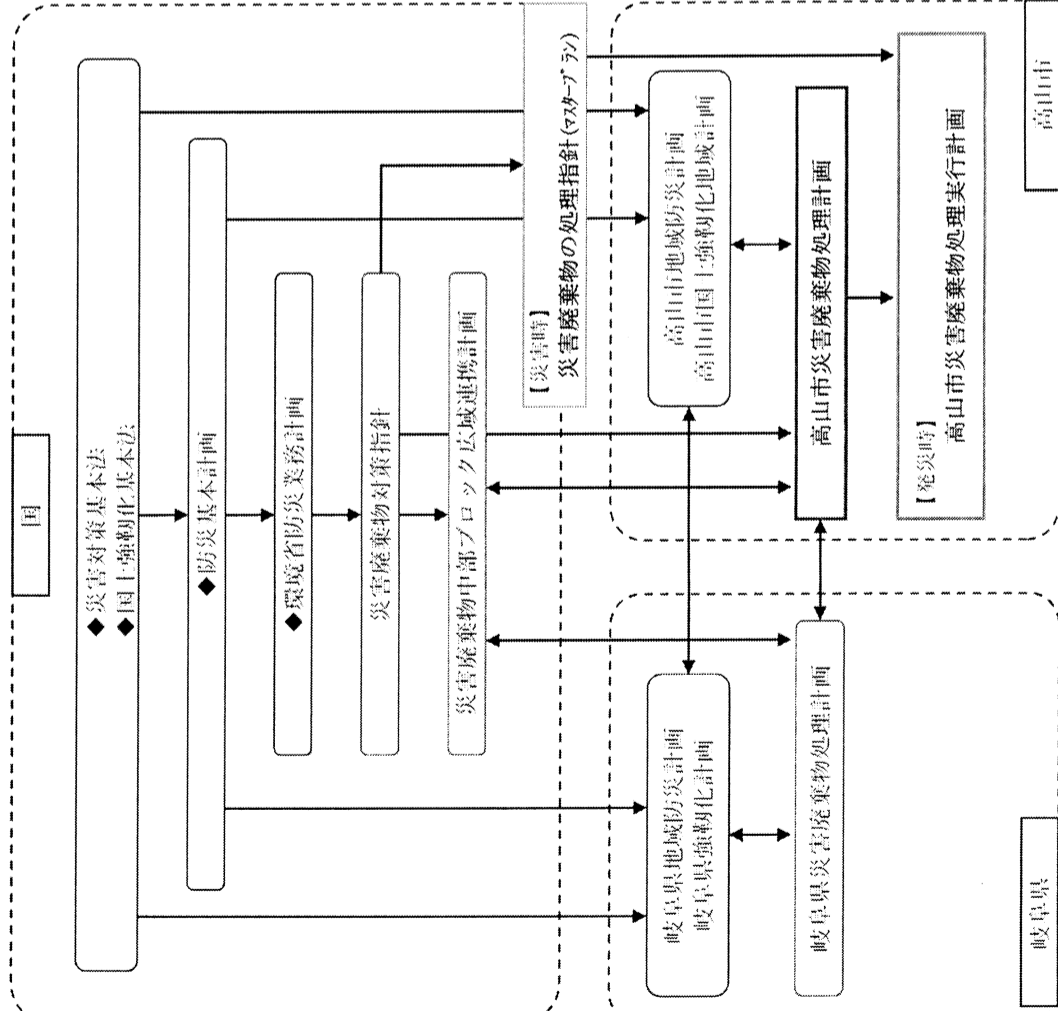 国
◆災害対策基本法
◆国土強靭化基本法
◆防災基本計画
◆環境省防災業務計画
災害廃棄物対策指針
災害廃棄物中部ブロック広域連携計画
【災害時】
災害廃棄物の処理指針(マスタープラン)
岐阜県地域防災計画
岐阜県強靭化計画
岐阜県災害廃棄物処理計画
岐阜県
高山市地域防災計画
高山市国土強靭化地域計画
高山市災害廃棄物処理計画
【発災時】
高山市災害廃棄物処理実行計画
高山市